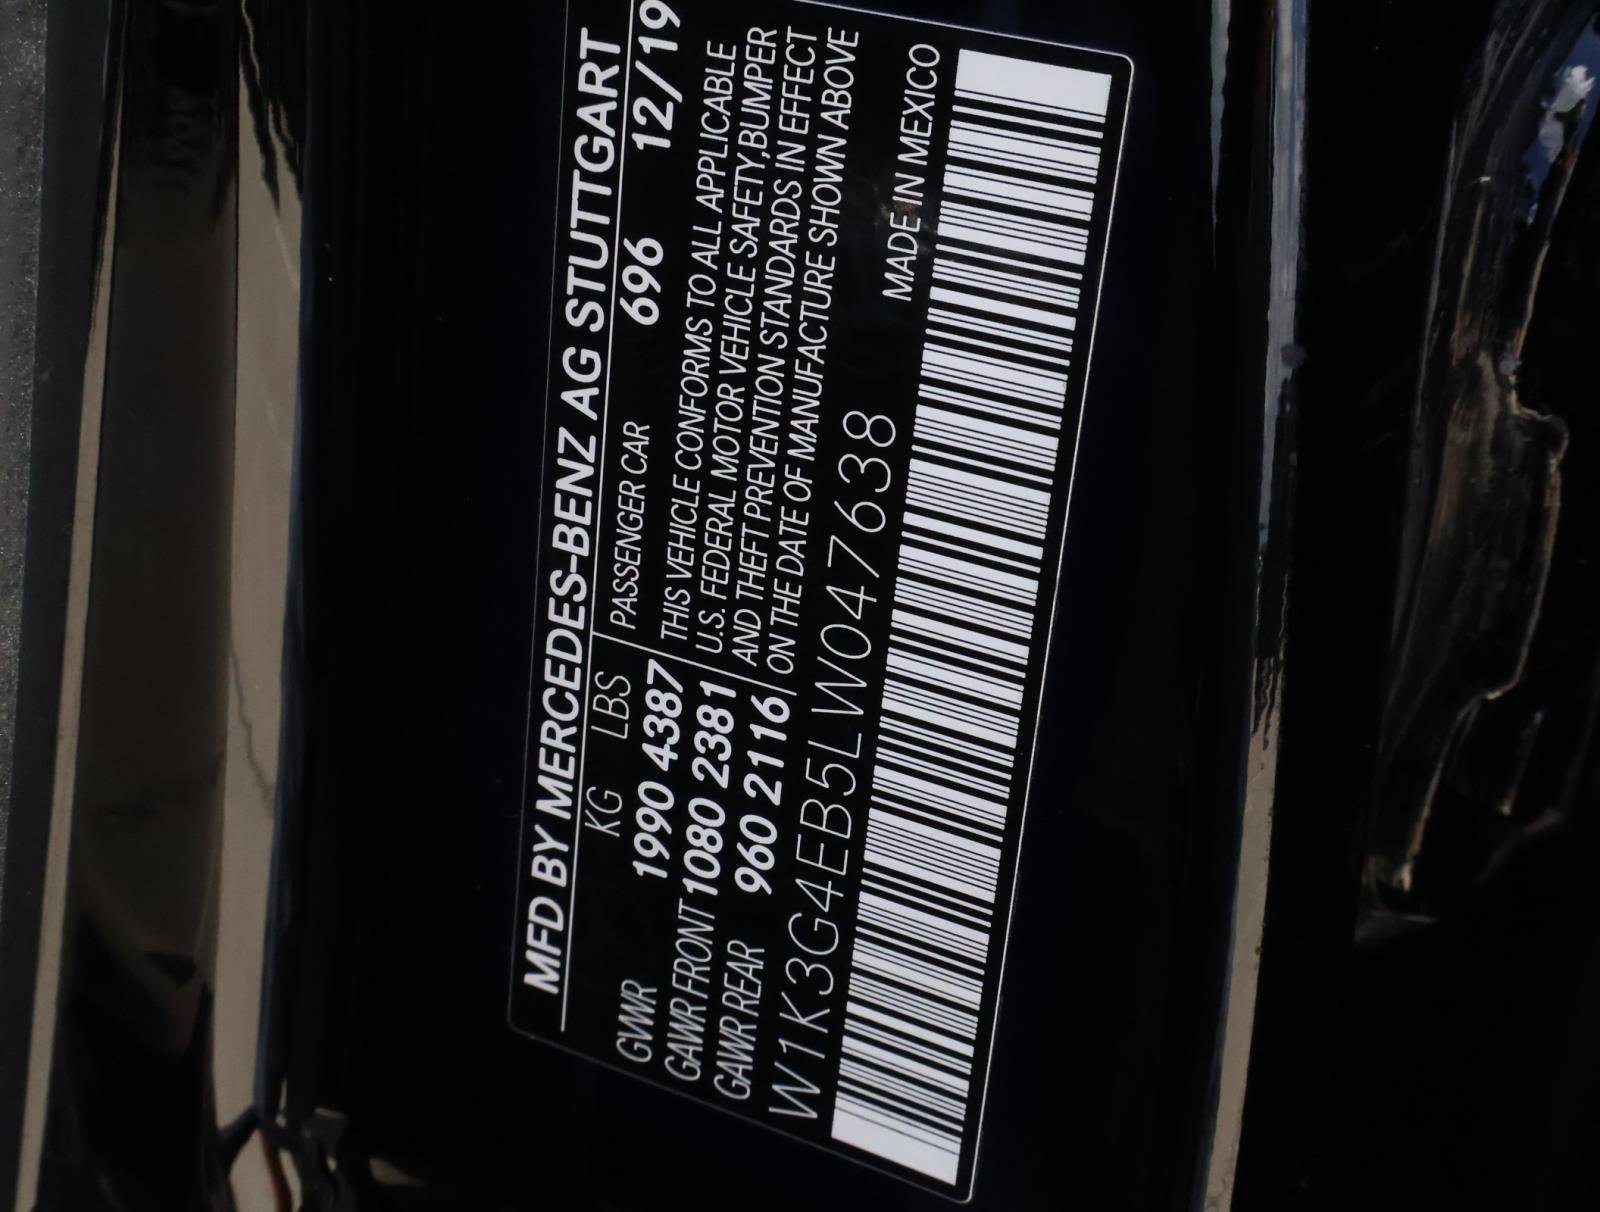 MFD BY MERCEDES-BENZ AG STUTTGART
KG LBS PASSENGER CAR 696 12/19
GVWR 1990 4387
GAWR FRONT 1080 2381
GAWR REAR 960 2116
THIS VEHICLE CONFORMS TO ALL APPLICABLE
U.S. FEDERAL MOTOR VEHICLE SAFETY,BUMPER
AND THEFT PREVENTION STANDARDS IN EFFECT
ON THE DATE OF MANUFACTURE SHOWN ABOVE
W1K3G4EB5LW047638
MADE IN MEXICO